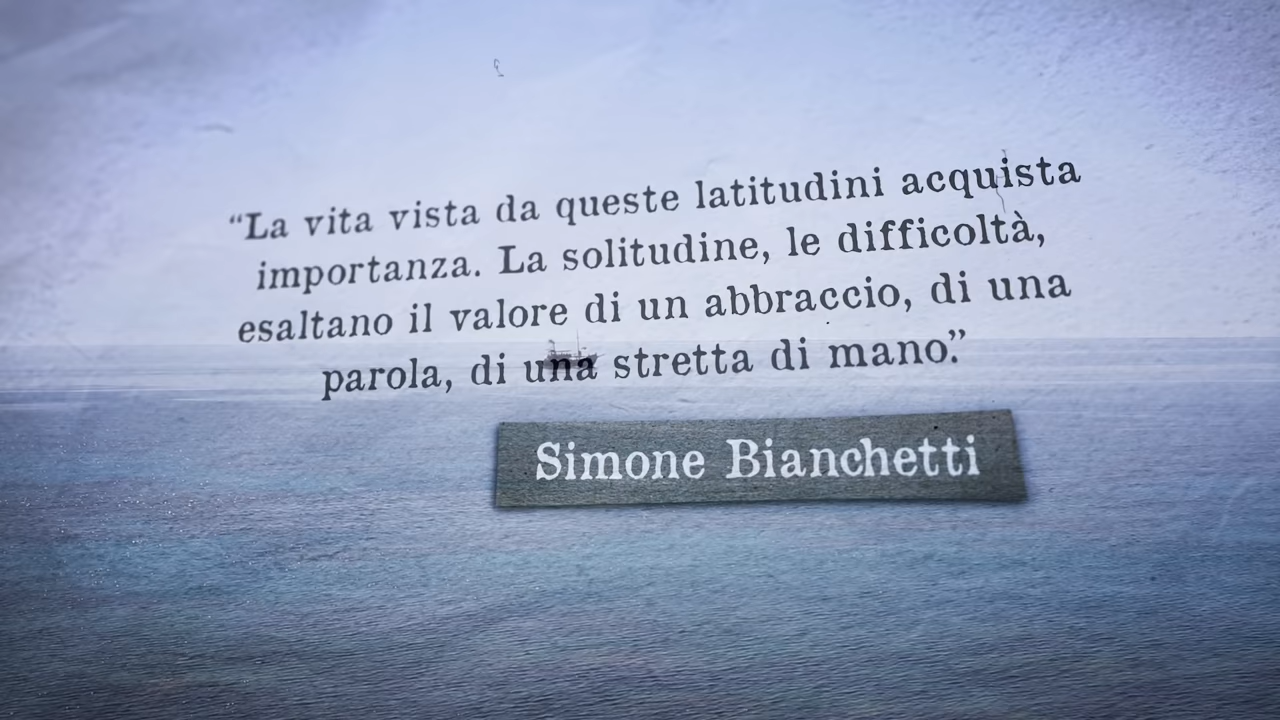 “La vita vista da queste latitudini acquista
importanza. La solitudine, le difficoltà,
esaltano il valore di un abbraccio, di una
parola, di una stretta di mano.”
Simone Bianchetti